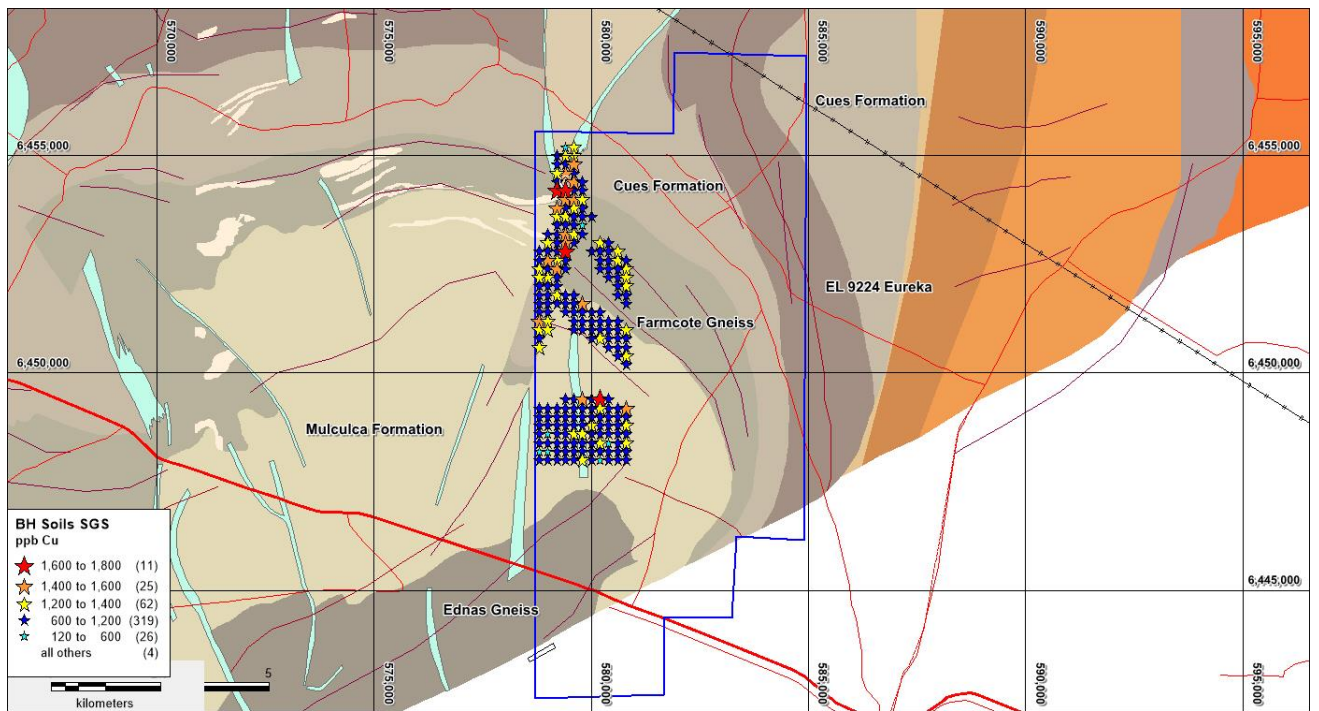 570,000
575,000
580,000
585,000
590,000
595,000
Cues Formation
6,455,000
6,455,000
Cues Formation
EL 9224 Eureka
Farmcote Gneiss
6,450,000
6,450,000
Mulculca Formation
BH Soils SGS
ppb Cu
1,600 to 1,800 (11)
1,400 to 1,600 (25)
1,200 to 1,400 (62)
600 to 1,200 (319)
120 to 600 (26)
all others (4)
6,445,000
Ednas Gneiss
5
kilometers
575,000
580,000
585,000
590,000
595,000